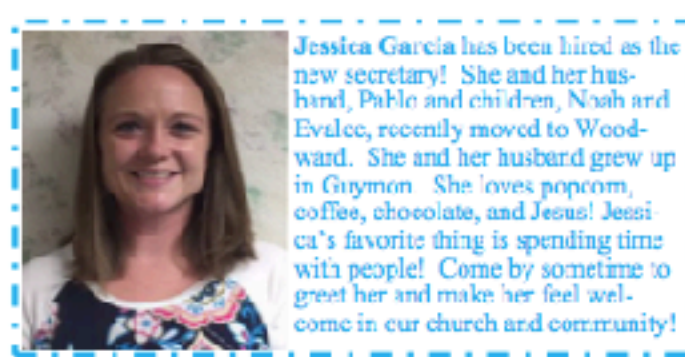 Jessica Garcia has been hired as the
new secretary! She and her hus-
band, Pablo and children, Noah and
Evalee, recently moved to Wood-
ward. She and her husband grew up
in Guymon. She loves popcorn,
coffee, chocolate, and Jesus! Jessi-
ca's favorite thing is spending time
with people! Come by sometime to
greet her and make her feel wel-
come in our church and community!